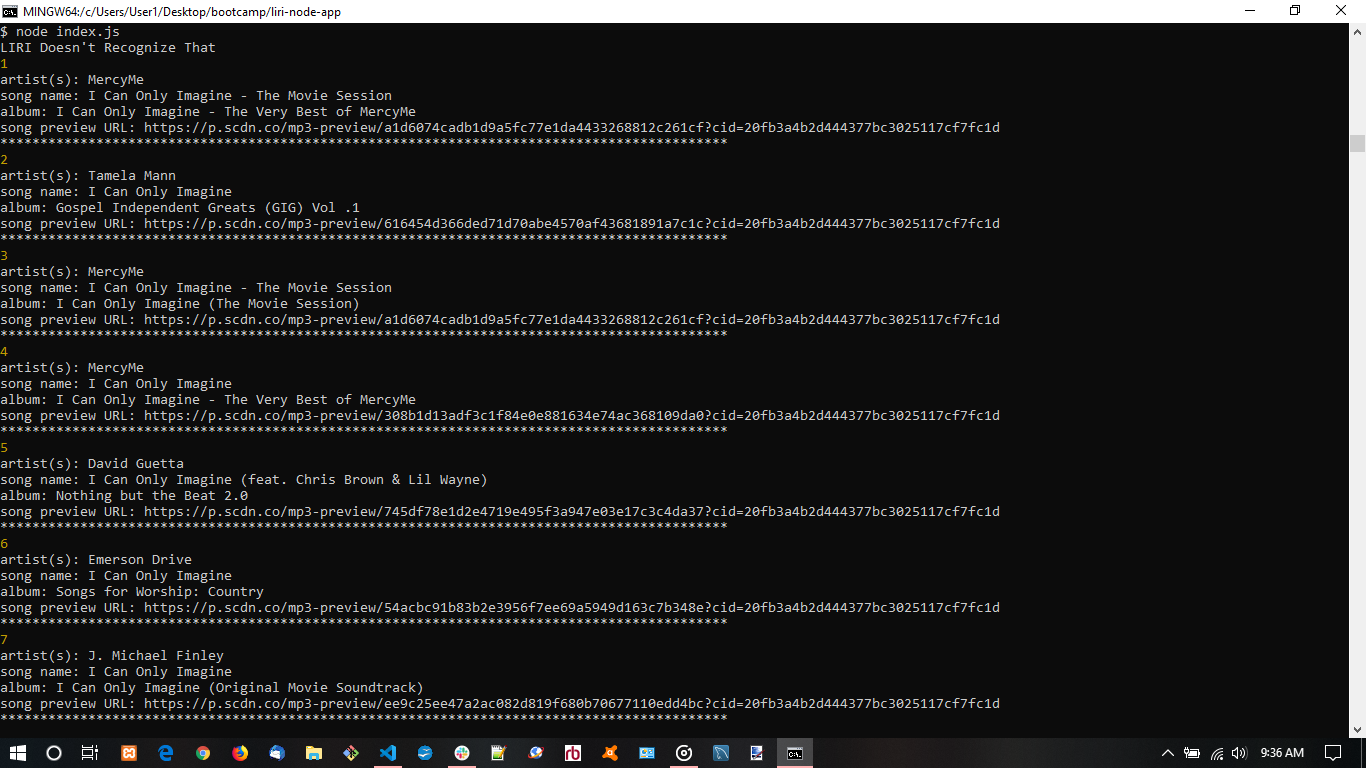 MINGW64:/c/Users/User1/Desktop/bootcamp/liri-node-app
$ node index.js
LIRI Doesn't Recognize That
1
artist(s): MercyMe
song name: I Can Only Imagine - The Movie Session
album: I Can Only Imagine - The Very Best of MercyMe
song preview URL: https://p.scdn.co/mp3-preview/a1d6074cadb1d9a5fc77e1da4433268812c261cf?cid=20fb3a4b2d444377bc3025117cf7fc1d
*******************************************************************************************
2
artist(s): Tamela Mann
song name: I Can Only Imagine
album: Gospel Independent Greats (GIG) Vol .1
song preview URL: https://p.scdn.co/mp3-preview/616454d366ded71d70abe4570af43681891a7c1c?cid=20fb3a4b2d444377bc3025117cf7fc1d
*******************************************************************************************
3
artist(s): MercyMe
song name: I Can Only Imagine - The Movie Session
album: I Can Only Imagine (The Movie Session)
song preview URL: https://p.scdn.co/mp3-preview/a1d6074cadb1d9a5fc77e1da4433268812c261cf?cid=20fb3a4b2d444377bc3025117cf7fc1d
*******************************************************************************************
4
artist(s): MercyMe
song name: I Can Only Imagine
album: I Can Only Imagine - The Very Best of MercyMe
song preview URL: https://p.scdn.co/mp3-preview/308b1d13adf3c1f84e0e881634e74ac368109da0?cid=20fb3a4b2d444377bc3025117cf7fc1d
*******************************************************************************************
5
artist(s): David Guetta
song name: I Can Only Imagine (feat. Chris Brown & Lil Wayne)
album: Nothing but the Beat 2.0
song preview URL: https://p.scdn.co/mp3-preview/745df78e1d2e4719e495f3a947e03e17c3c4da37?cid=20fb3a4b2d444377bc3025117cf7fc1d
*******************************************************************************************
6
artist(s): Emerson Drive
song name: I Can Only Imagine
album: Songs for Worship: Country
song preview URL: https://p.scdn.co/mp3-preview/54acbc91b83b2e3956f7ee69a5949d163c7b348e?cid=20fb3a4b2d444377bc3025117cf7fc1d
*******************************************************************************************
7
artist(s): J. Michael Finley
song name: I Can Only Imagine
album: I Can Only Imagine (Original Movie Soundtrack)
song preview URL: https://p.scdn.co/mp3-preview/ee9c25ee47a2ac082d819f680b70677110edd4bc?cid=20fb3a4b2d444377bc3025117cf7fc1d
*******************************************************************************************
9:36 AM